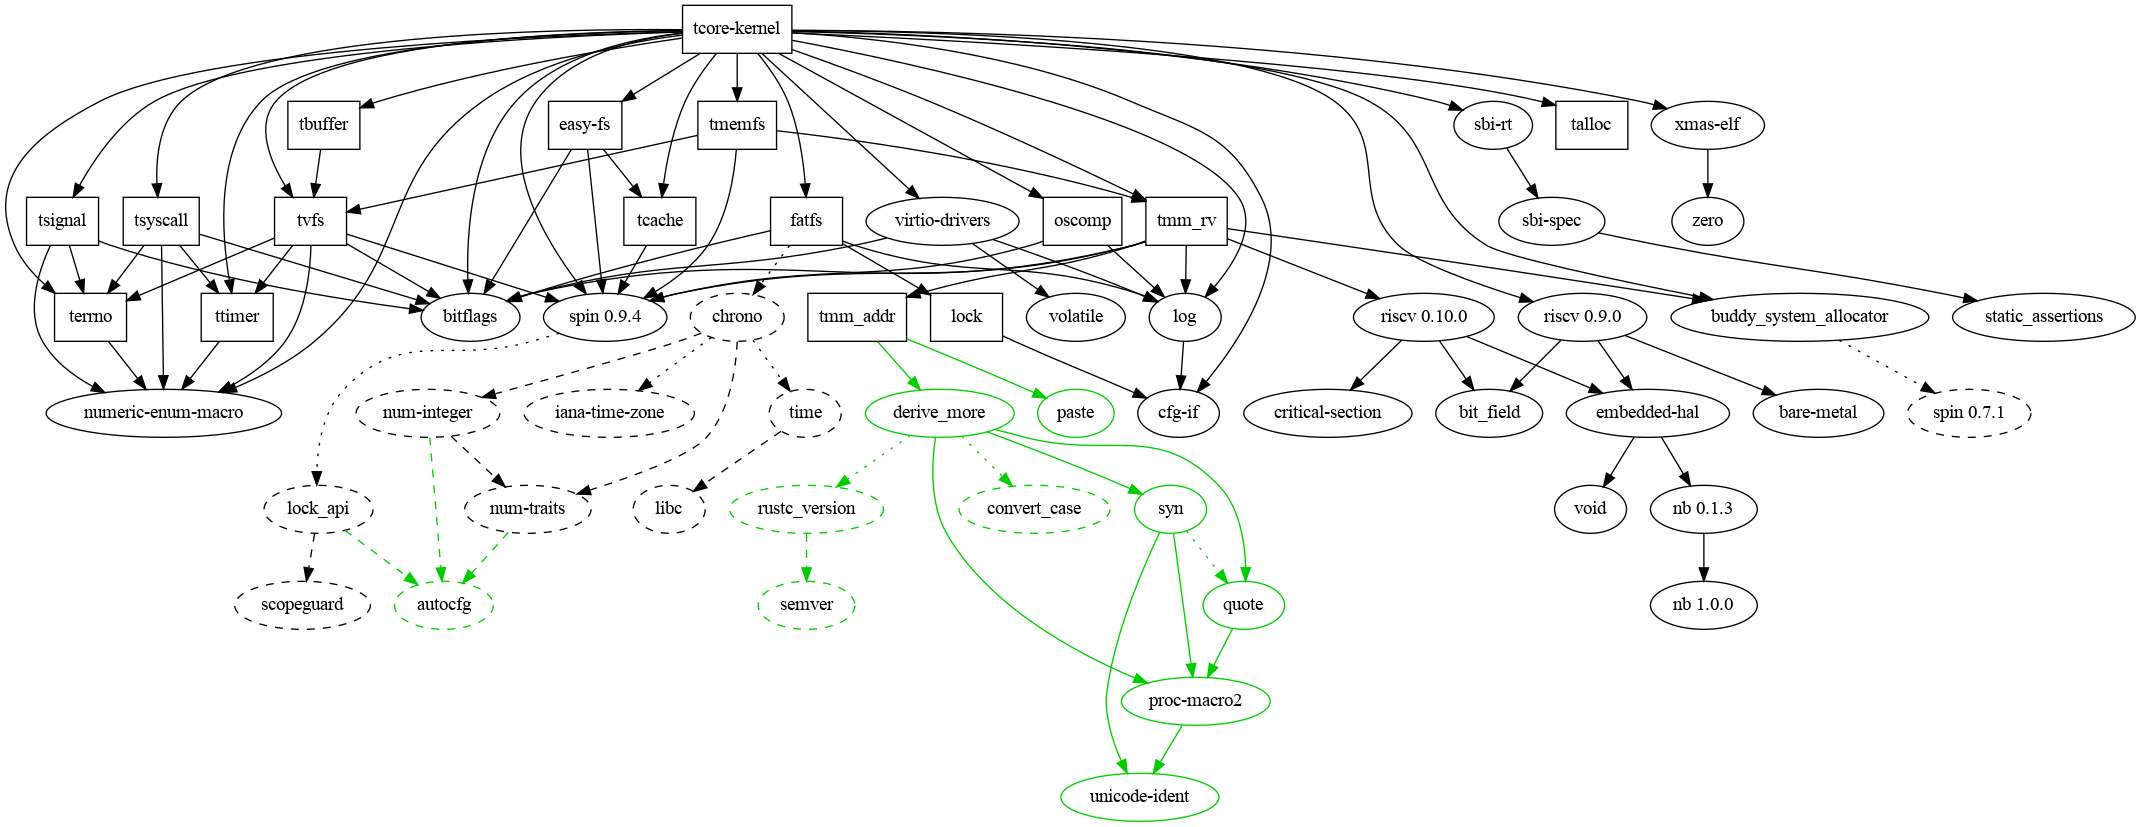 tcore-kernel
tbuffer
easy-fs
tmemfs
sbi-rt
talloc
xmas-elf
tsignal
tsyscall
tvfs
tcache
fatfs
virtio-drivers
oscomp
tmm_rv
sbi-spec
zero
terrno
ttimer
bitflags
spin 0.9.4
chrono
tmm_addr
lock
volatile
log
riscv 0.10.0
riscv 0.9.0
buddy_system_allocator
static_assertions
numeric-enum-macro
num-integer
iana-time-zone
time
derive_more
paste
cfg-if
critical-section
bit_field
embedded-hal
bare-metal
spin 0.7.1
lock_api
num-traits
libc
rustc_version
convert_case
syn
void
nb 0.1.3
scopeguard
autocfg
semver
quote
nb 1.0.0
proc-macro2
unicode-ident